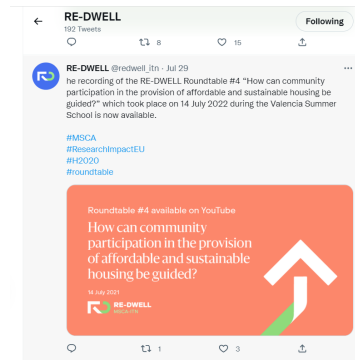 RE-DWELL
192 Tweets
Following
8 15
RE-DWELL @redwell_itn · Jul 29
he recording of the RE-DWELL Roundtable #4 "How can community
participation in the provision of affordable and sustainable housing be
guided?" which took place on 14 July 2022 during the Valencia Summer
School is now available.
#MSCA
#ResearchImpactEU
#H2020
#roundtable
Roundtable #4 available on YouTube
How can community
participation in the provision
of affordable and sustainable
housing be guided?
14 July 2021
RE-DWELL
MSCA-ITN
1 3